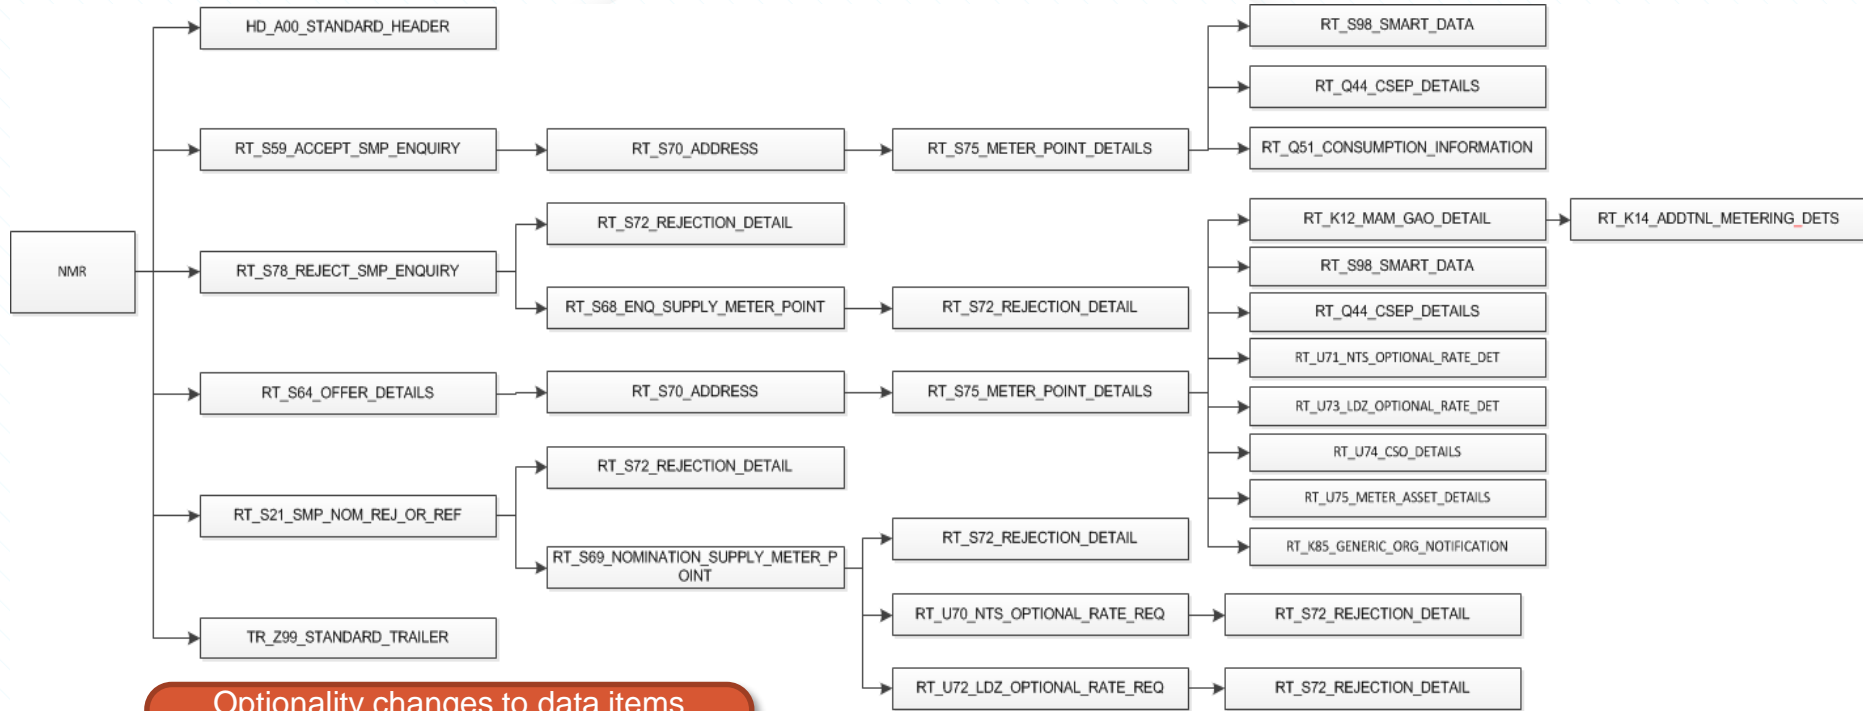 HD_A00_STANDARD_HEADER
RT_S98_SMART_DATA
RT_Q44_CSEP_DETAILS
RT_S59_ACCEPT_SMP_ENQUIRY
RT_S70_ADDRESS
RT_S75_METER_POINT_DETAILS
RT_Q51_CONSUMPTION_INFORMATION
RT_S72_REJECTION_DETAIL
RT_K12_MAM_GAO_DETAIL
RT_K14_ADDTNL_METERING_DETS
NMR
RT_S78_REJECT_SMP_ENQUIRY
RT_S98_SMART_DATA
RT_S68_ENQ_SUPPLY_METER_POINT
RT_S72_REJECTION_DETAIL
RT_Q44_CSEP_DETAILS
RT_U71_NTS_OPTIONAL_RATE_DET
RT_S64_OFFER_DETAILS
RT_S70_ADDRESS
RT_S75_METER_POINT_DETAILS
RT_U73_LDZ_OPTIONAL_RATE_DET
RT_U74_CSO_DETAILS
RT_S72_REJECTION_DETAIL
RT_U75_METER_ASSET_DETAILS
RT_S21_SMP_NOM_REJ_OR_REF
RT_S72_REJECTION_DETAIL
RT_K85_GENERIC_ORG_NOTIFICATION
RT_S69_NOMINATION_SUPPLY_METER_P
OINT
RT_U70_NTS_OPTIONAL_RATE_REQ
RT_S72_REJECTION_DETAIL
TR_Z99_STANDARD_TRAILER
RT_U72_LDZ_OPTIONAL_RATE_REQ
RT_S72_REJECTION_DETAIL
Optionality changes to data items